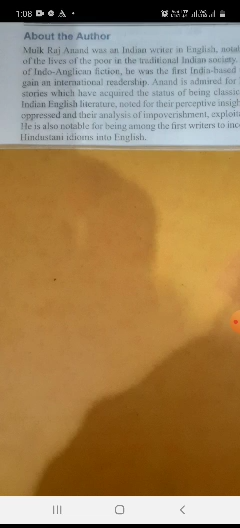 1:08
About the Author
Mulk Raj Anand was an Indian writer in English, notab
of the lives of the poor in the traditional Indian society.
of Indo-Anglican fiction, he was the first India-based
gain an international readership. Anand is admired for
stories which have acquired the status of being classic
Indian English literature, noted for their perceptive insigh
oppressed and their analysis of impoverishment, exploita
He is also notable for being among the first writers to inc
Hindustani idioms into English.